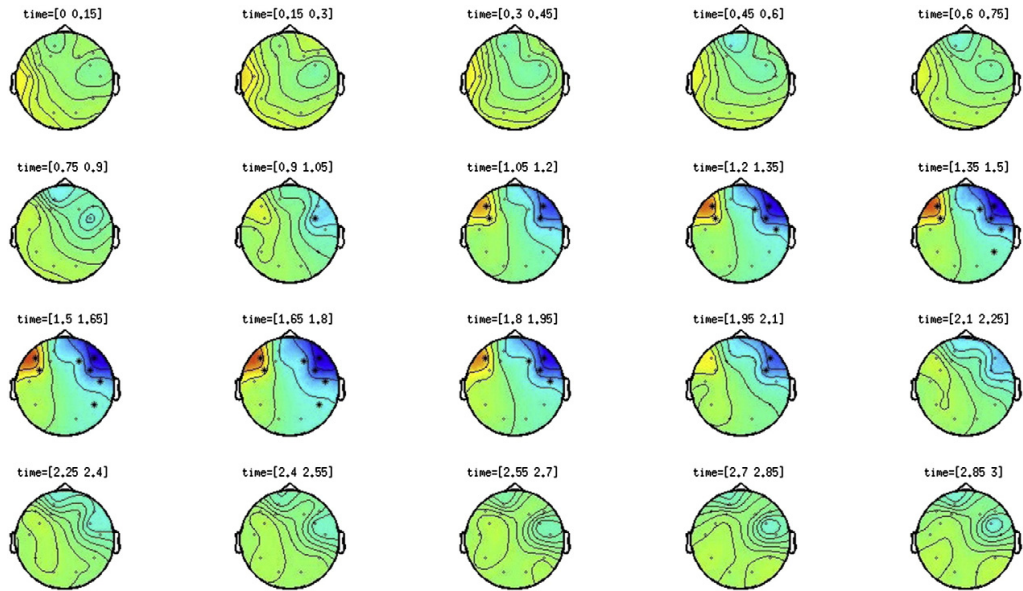 time=[0 0.15]
time=[0.15 0.3]
time=[0.3 0.45]
time=[0.45 0.6]
time=[0.6 0.75]
time=[0.75 0.9]
time=[0.9 1.05]
time=[1.05 1.2]
time=[1.2 1.35]
time=[1.35 1.5]
time=[1.5 1.65]
time=[1.65 1.8]
time=[1.8 1.95]
time=[1.95 2.1]
time=[2.1 2.25]
time=[2.25 2.4]
time=[2.4 2.55]
time=[2.55 2.7]
time=[2.7 2.85]
time=[2.85 3]